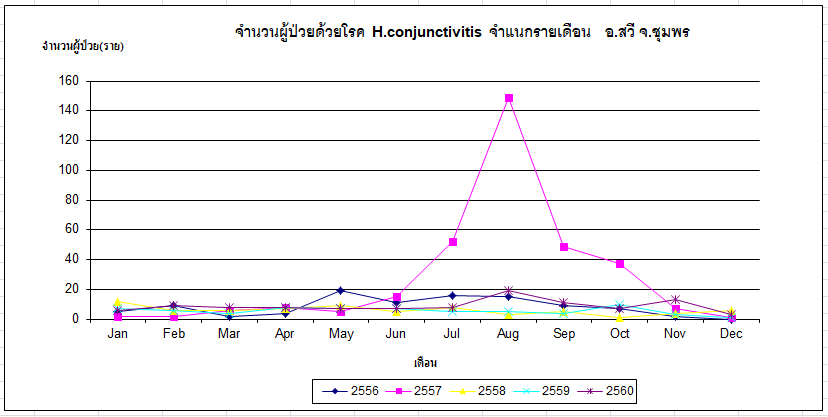 จำนวนผู้ป่วยด้วยโรค H.conjunctivitis จำแนกรายเดือน อ.สวี จ.ชุมพร
จำนวนผู้ป่วย(ราย)
160
140
120
100
80
60
40
20
0
Jan Feb Mar Apr May Jun Jul Aug Sep Oct Nov Dec
เดือน
2556 2557 2558 2559 2560